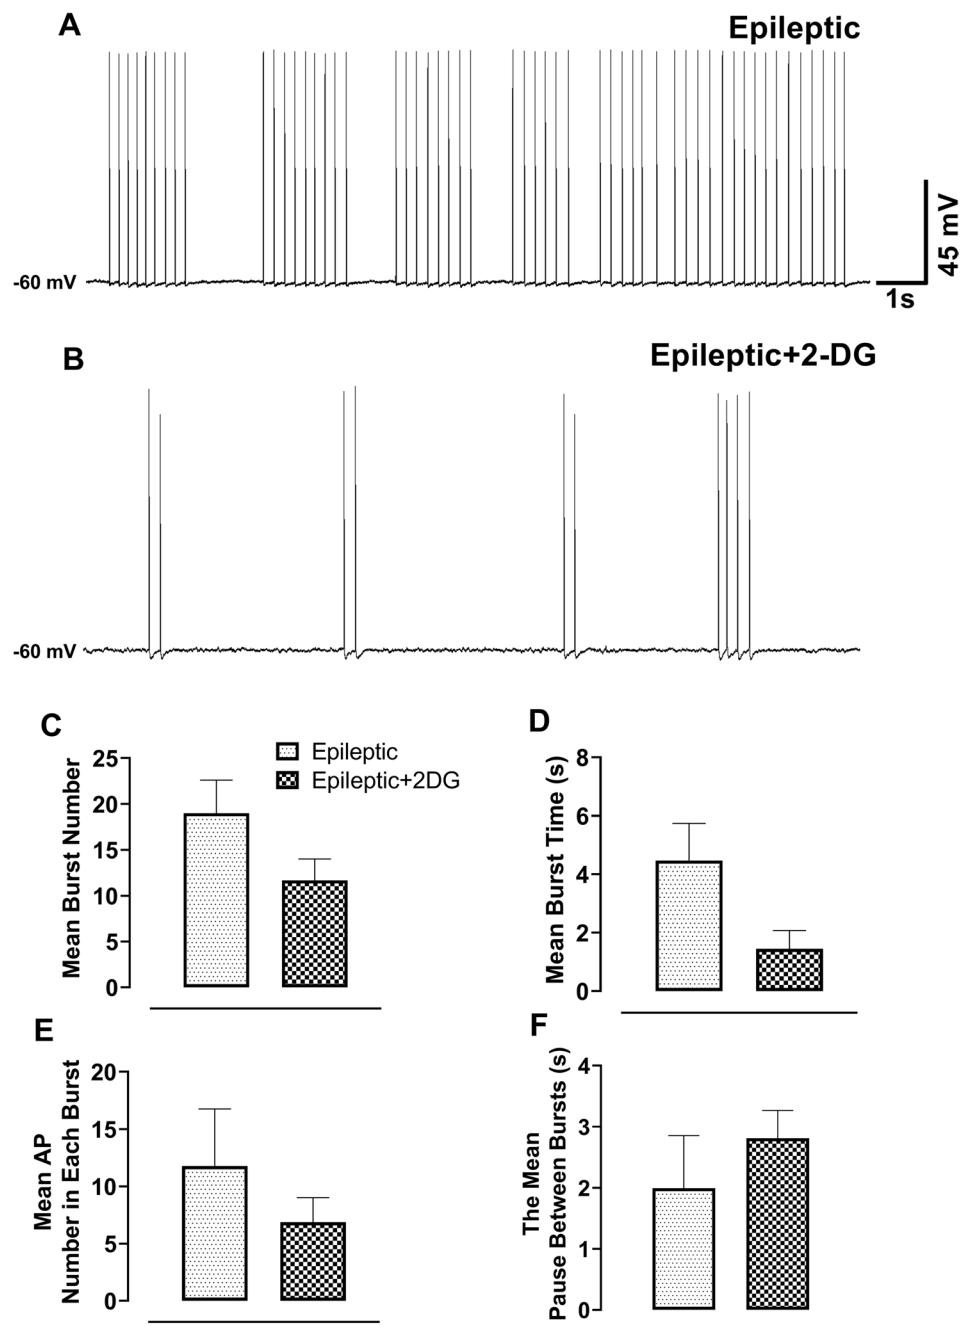 A
Epileptic
-60 mV
45 mV
1s
B
Epileptic+2-DG
-60 mV
C
Epileptic
Epileptic+2DG
Mean Burst Number
25
20
15
10
5
0
D
Mean Burst Time (s)
8
6
4
2
0
E
Mean AP
Number in Each Burst
20
15
10
5
0
F
The Mean
Pause Between Bursts (s)
4
3
2
1
0